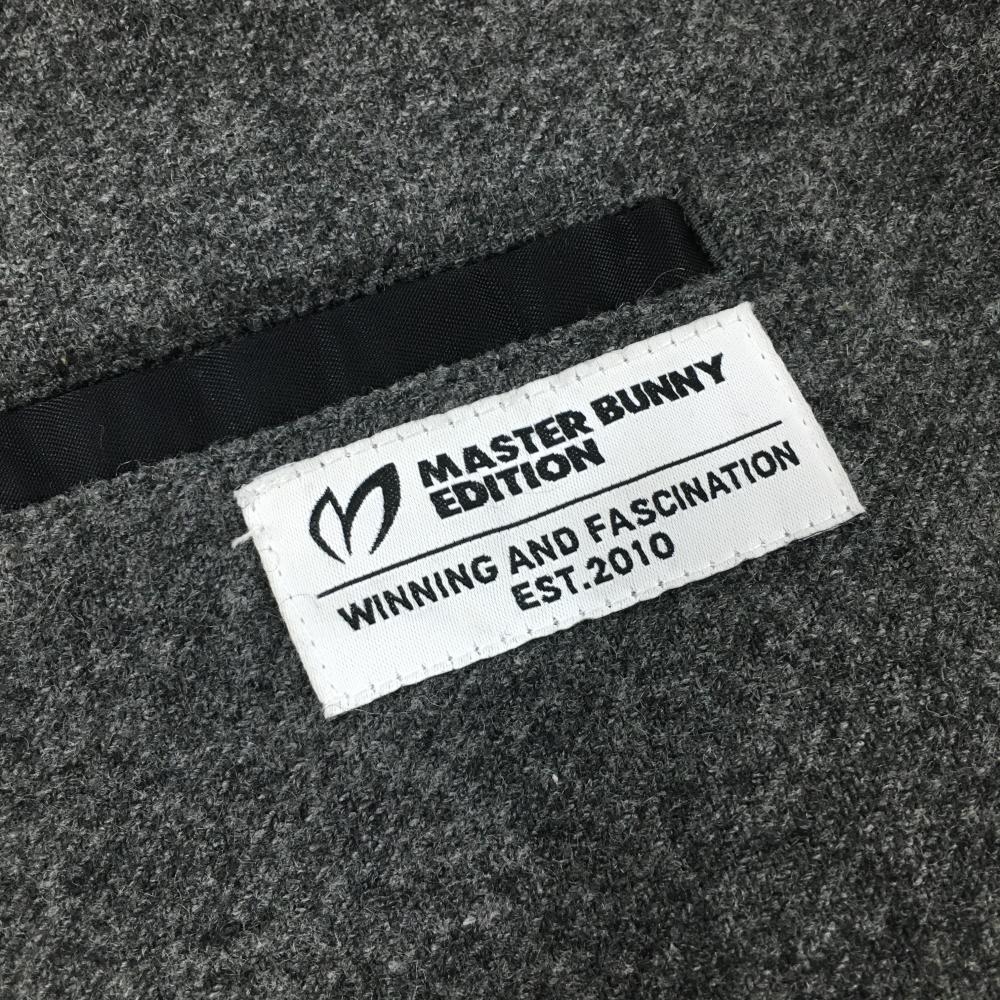 MASTER BUNNY
EDITION
WINNING AND FASCINATION
EST.2010